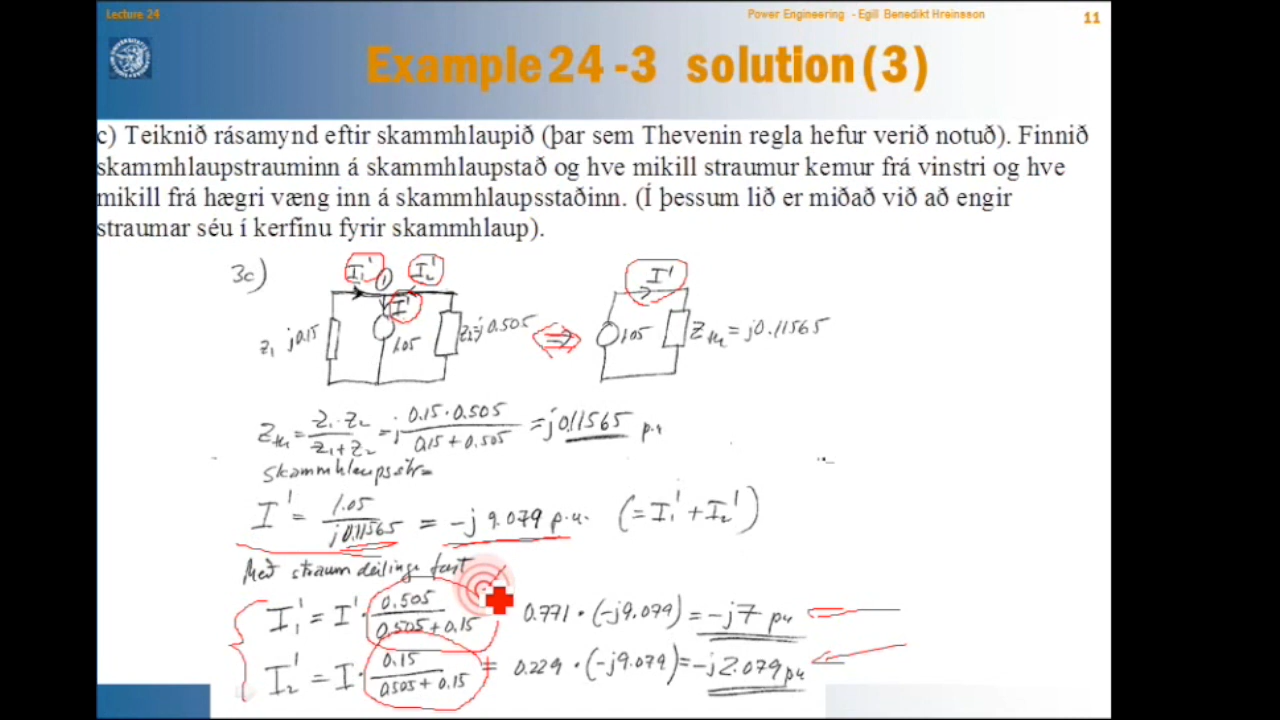 Lecture 24
Power Engineering - Egill Benedikt Hreinsson
11
Example 24 -3 solution (3)
c) Teiknið rásamynd eftir skammhlaupið (þar sem Thevenin regla hefur verið notuð). Finnið
skammhlaupstrauminn á skammhlaupstað og hve mikill straumur kemur frá vinstri og hve
mikill frá hægri væng inn á skammhlaupsstaðinn. (Í þessum lið er miðað við að engir
straumar séu í kerfinu fyrir skammhlaup).
3c)
I₁' ① I₂' I'
I'
Z₁ j0.15 1.05 Z₂=j0.505 ⇔ 1.05 Zth = j0.11565
Zth = Z₁·Z₂ / Z₁+Z₂ = j 0.15·0.505 / 0.15+0.505 = j0.11565 p.u
Skammhlaupsstr=
I' = 1.05 / j0.11565 = -j 9.079 p.u. (= I₁' + I₂')
Með straumdeilingu fæst
I₁' = I' · 0.505 / 0.505+0.15 0.771·(-j9.079) = -j7 pu
I₂' = I · 0.15 / 0.505+0.15 = 0.229·(-j9.079) = -j2.079 pu